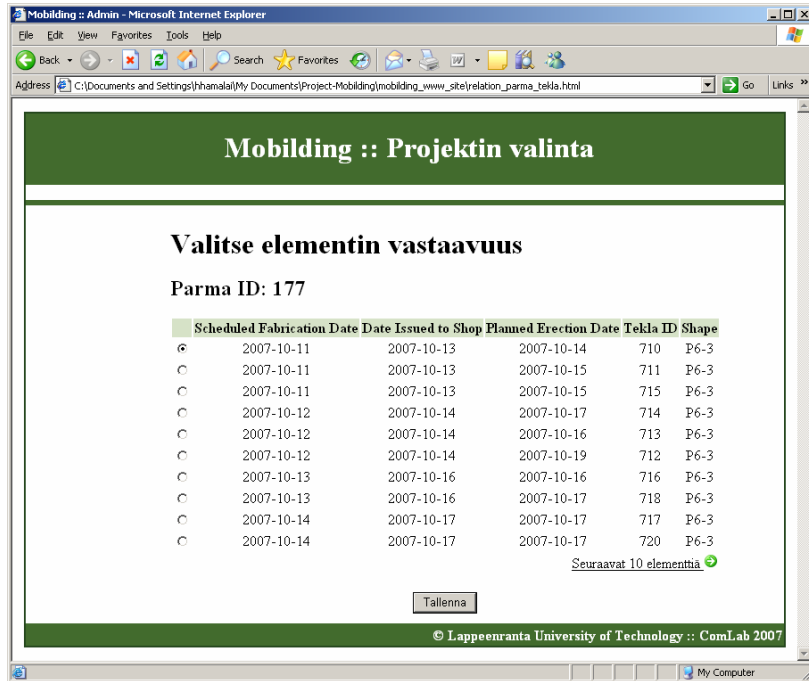 Mobilding :: Admin - Microsoft Internet Explorer
File Edit View Favorites Tools Help
Back Search Favorites
Address C:\Documents and Settings\hhamalai\My Documents\Project-Mobilding\mobilding_www_site\relation_parma_tekla.html Go Links »
Mobilding :: Projektin valinta
Valitse elementin vastaavuus
Parma ID: 177
Scheduled Fabrication Date Date Issued to Shop Planned Erection Date Tekla ID Shape
2007-10-11 2007-10-13 2007-10-14 710 P6-3
2007-10-11 2007-10-13 2007-10-15 711 P6-3
2007-10-11 2007-10-13 2007-10-15 715 P6-3
2007-10-12 2007-10-14 2007-10-17 714 P6-3
2007-10-12 2007-10-14 2007-10-16 713 P6-3
2007-10-12 2007-10-14 2007-10-19 712 P6-3
2007-10-13 2007-10-16 2007-10-16 716 P6-3
2007-10-13 2007-10-16 2007-10-17 718 P6-3
2007-10-14 2007-10-17 2007-10-17 717 P6-3
2007-10-14 2007-10-17 2007-10-17 720 P6-3
Seuraavat 10 elementtiä
Tallenna
© Lappeenranta University of Technology :: ComLab 2007
My Computer